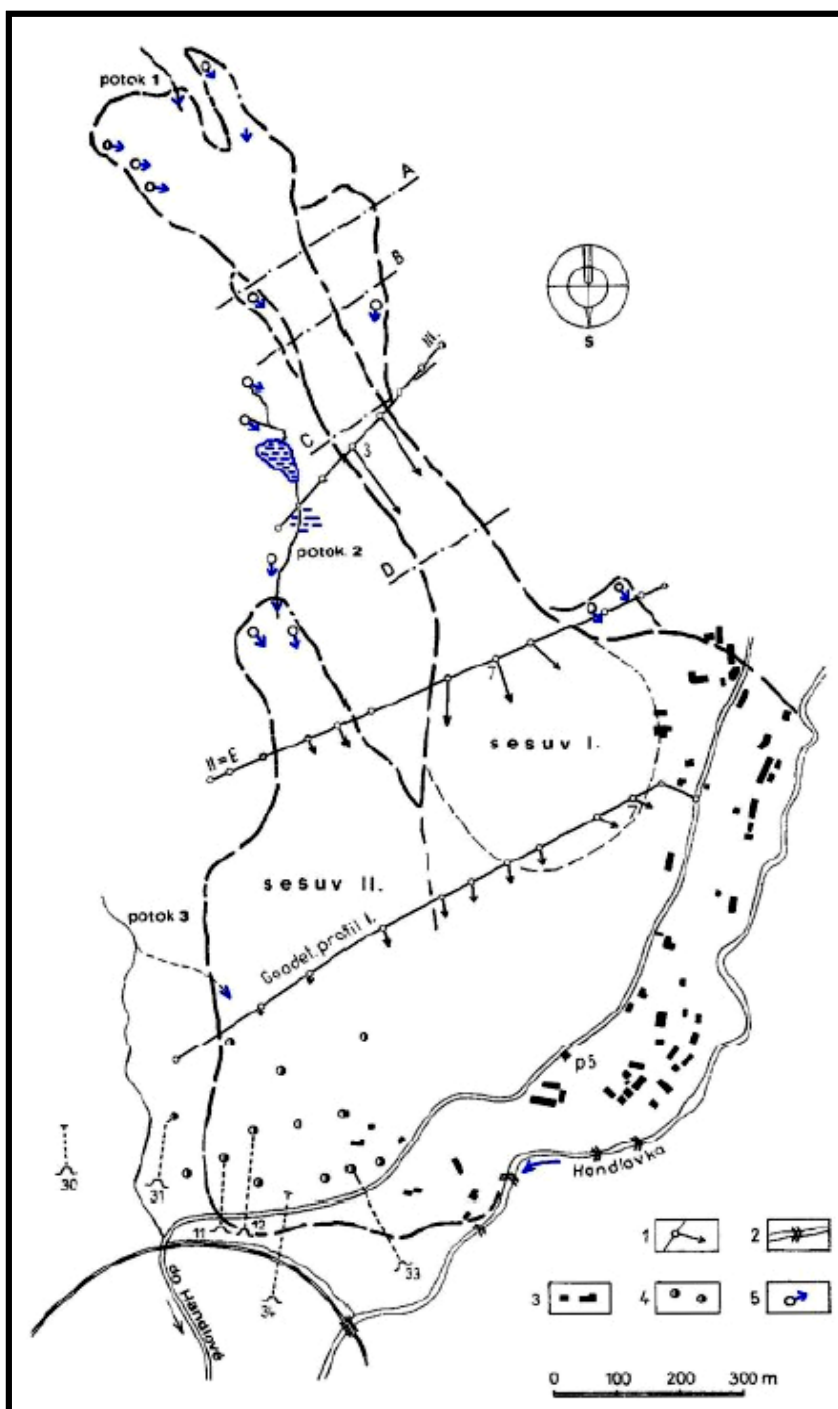 potok 1
A
B
S
III.
C
3
potok 2
D
7
sesuv I.
II = E
7
sesuv II.
potok 3
Geodet. profil I.
p5
Handlovka
30
31
11
12
33
34
1
2
do Handlové
3
4
5
0 100 200 300 m